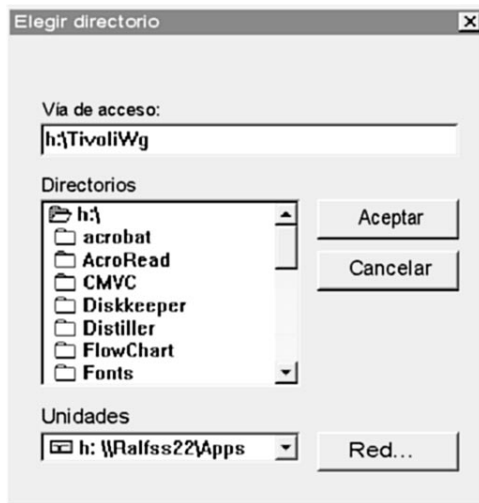 Elegir directorio
Vía de acceso:
h:\TivoliWg
Directorios
h:\
acrobat
AcroRead
CMVC
Diskkeeper
Distiller
FlowChart
Fonts
Aceptar
Cancelar
Unidades
h: \\Ralfss22\Apps
Red...